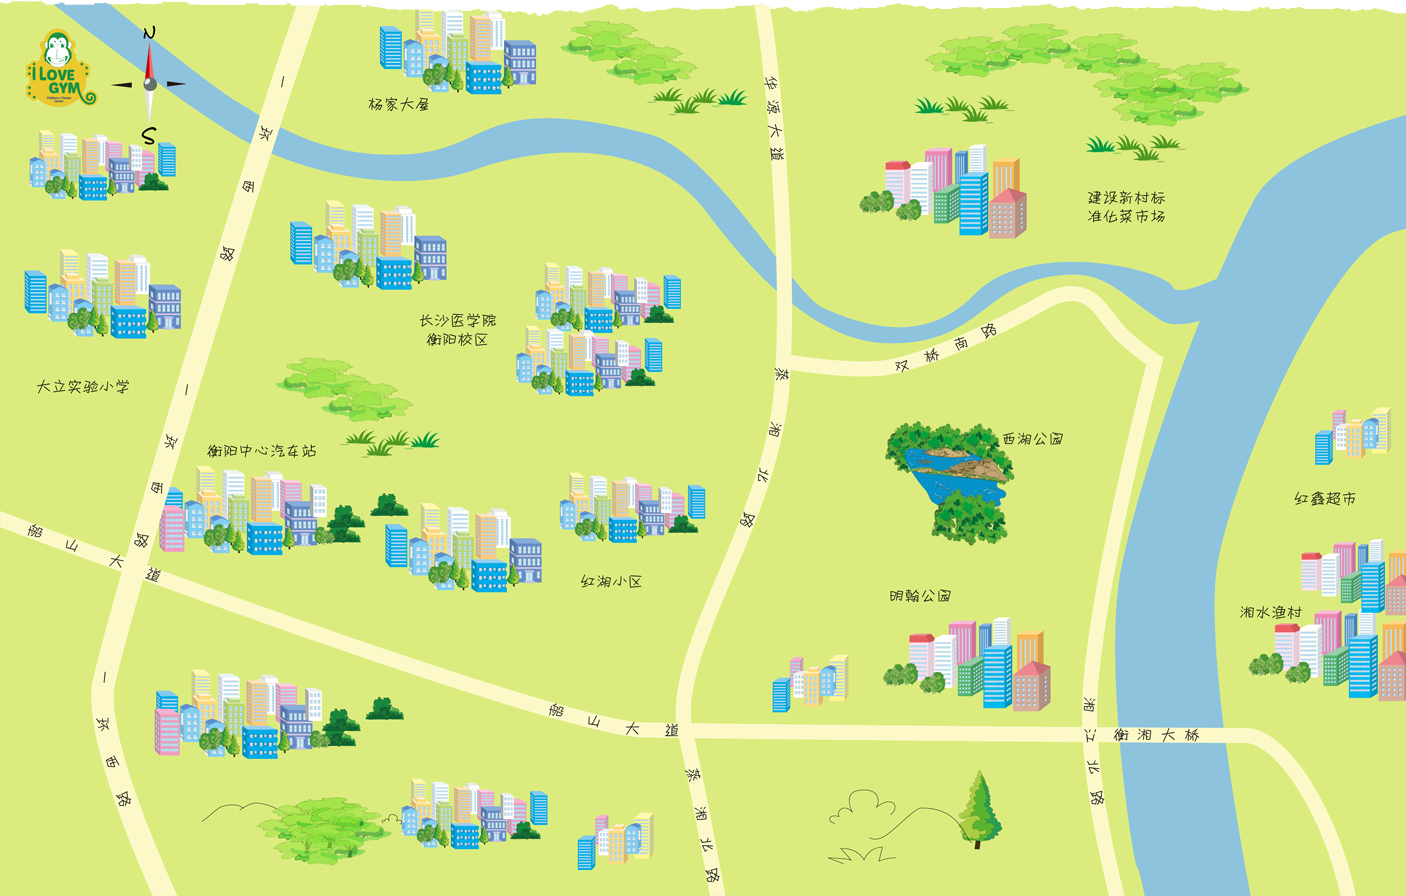 N
I LOVE
GYM
S
杨家大屋
一环西路
华源大道
建设新村标
准化菜市场
长沙医学院
衡阳校区
大立实验小学
一环西路
衡阳中心汽车站
蒸湘北路
双桥南路
西湖公园
红鑫超市
韶山大道
红湘小区
明翰公园
湘水渔村
一环西路
韶山大道
湘江北路
衡湘大桥
蒸湘北路